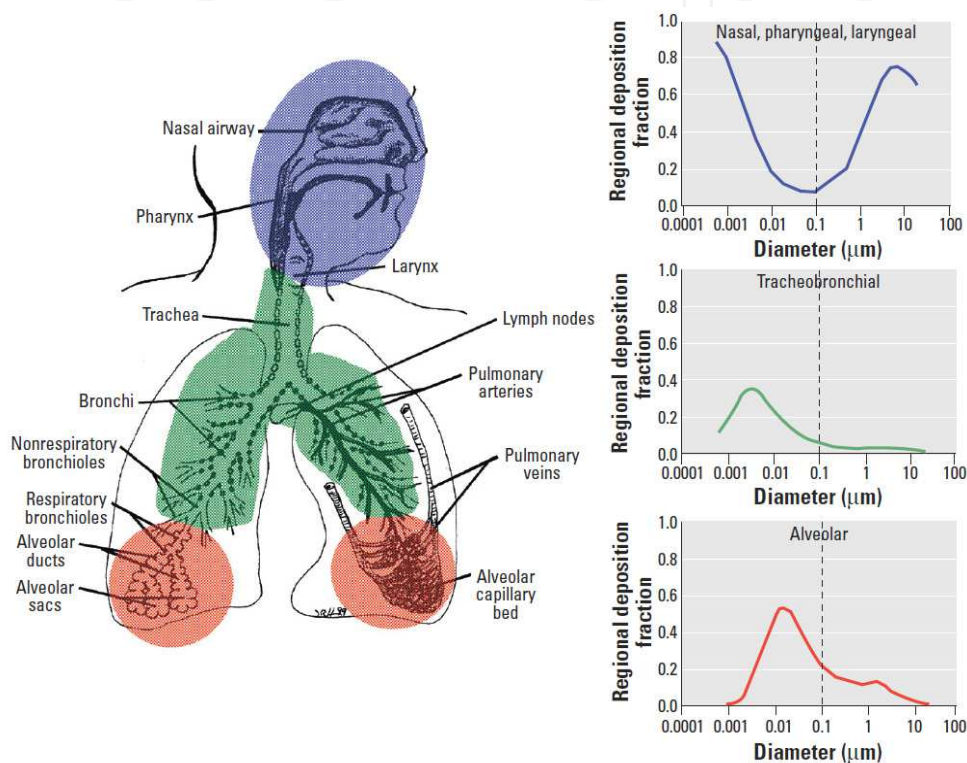 Nasal airway
Pharynx
Larynx
Trachea
Lymph nodes
Pulmonary
arteries
Bronchi
Nonrespiratory
bronchioles
Pulmonary
veins
Respiratory
bronchioles
Alveolar
ducts
Alveolar
sacs
Alveolar
capillary
bed
Nasal, pharyngeal, laryngeal
Regional deposition
fraction
1.0
0.8
0.6
0.4
0.2
0.0
0.0001 0.001 0.01 0.1 1 10 100
Diameter (μm)
Tracheobronchial
Regional deposition
fraction
1.0
0.8
0.6
0.4
0.2
0.0
0.0001 0.001 0.01 0.1 1 10 100
Diameter (μm)
Alveolar
Regional deposition
fraction
1.0
0.8
0.6
0.4
0.2
0.0
0.0001 0.001 0.01 0.1 1 10 100
Diameter (μm)